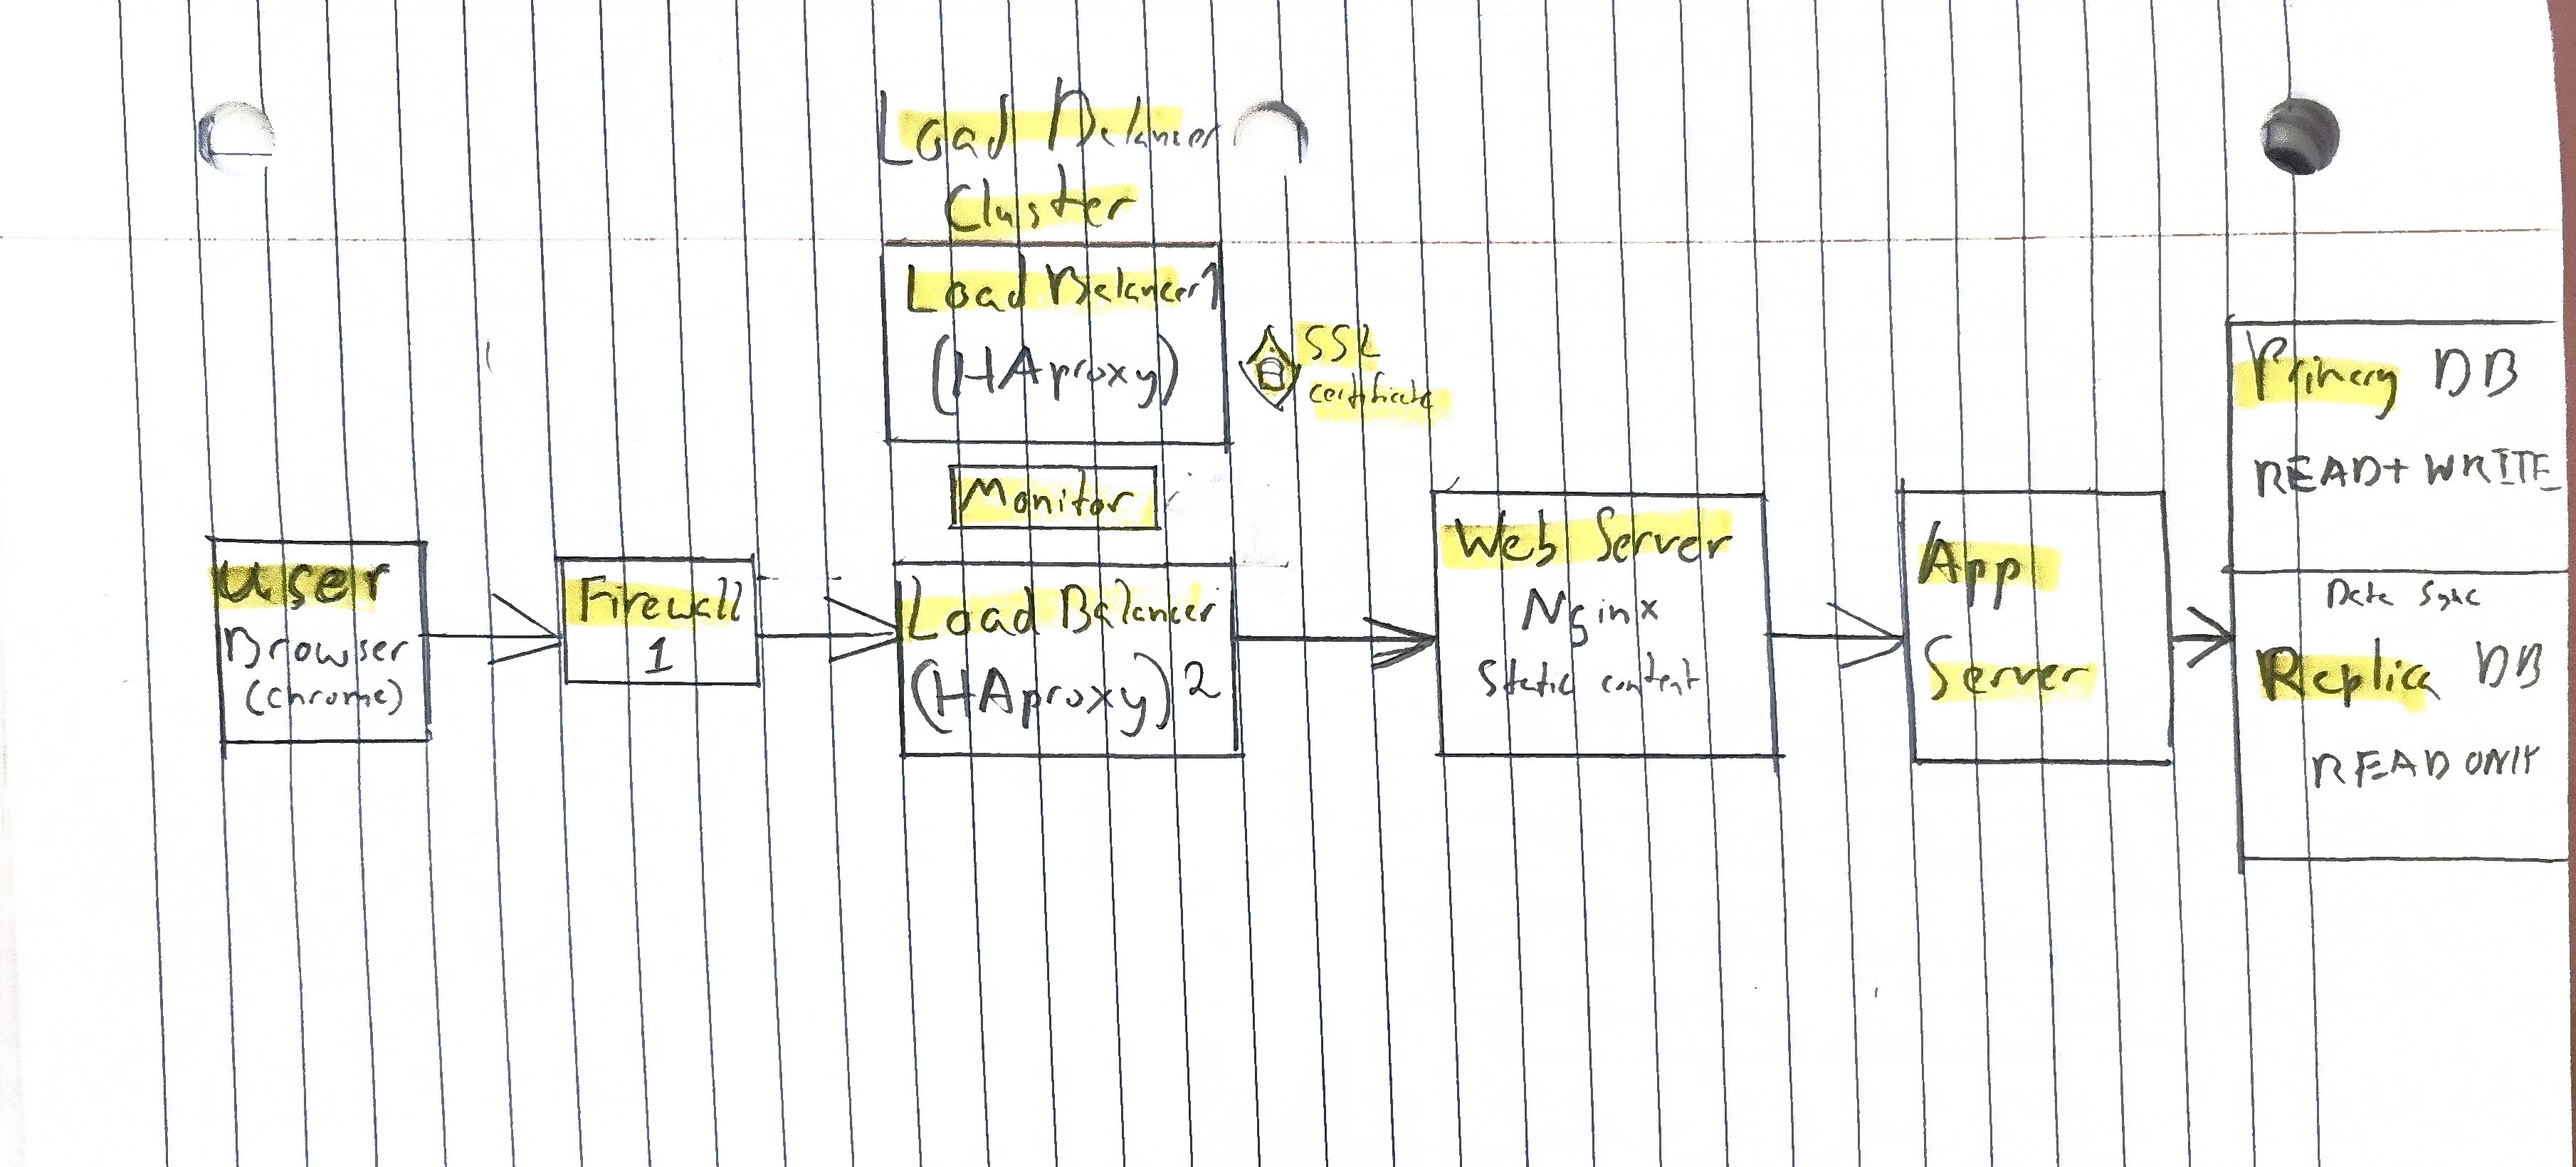 Load Balancer
Cluster
Load Balancer 1
(HAproxy)
SSL
certificate
Monitor
User
Browser
(chrome)
Firewall
1
Load Balancer
(HAproxy) 2
Web Server
Nginx
Static content
App
Server
Primary DB
READ + WRITE
Data Sync
Replica DB
READ ONLY